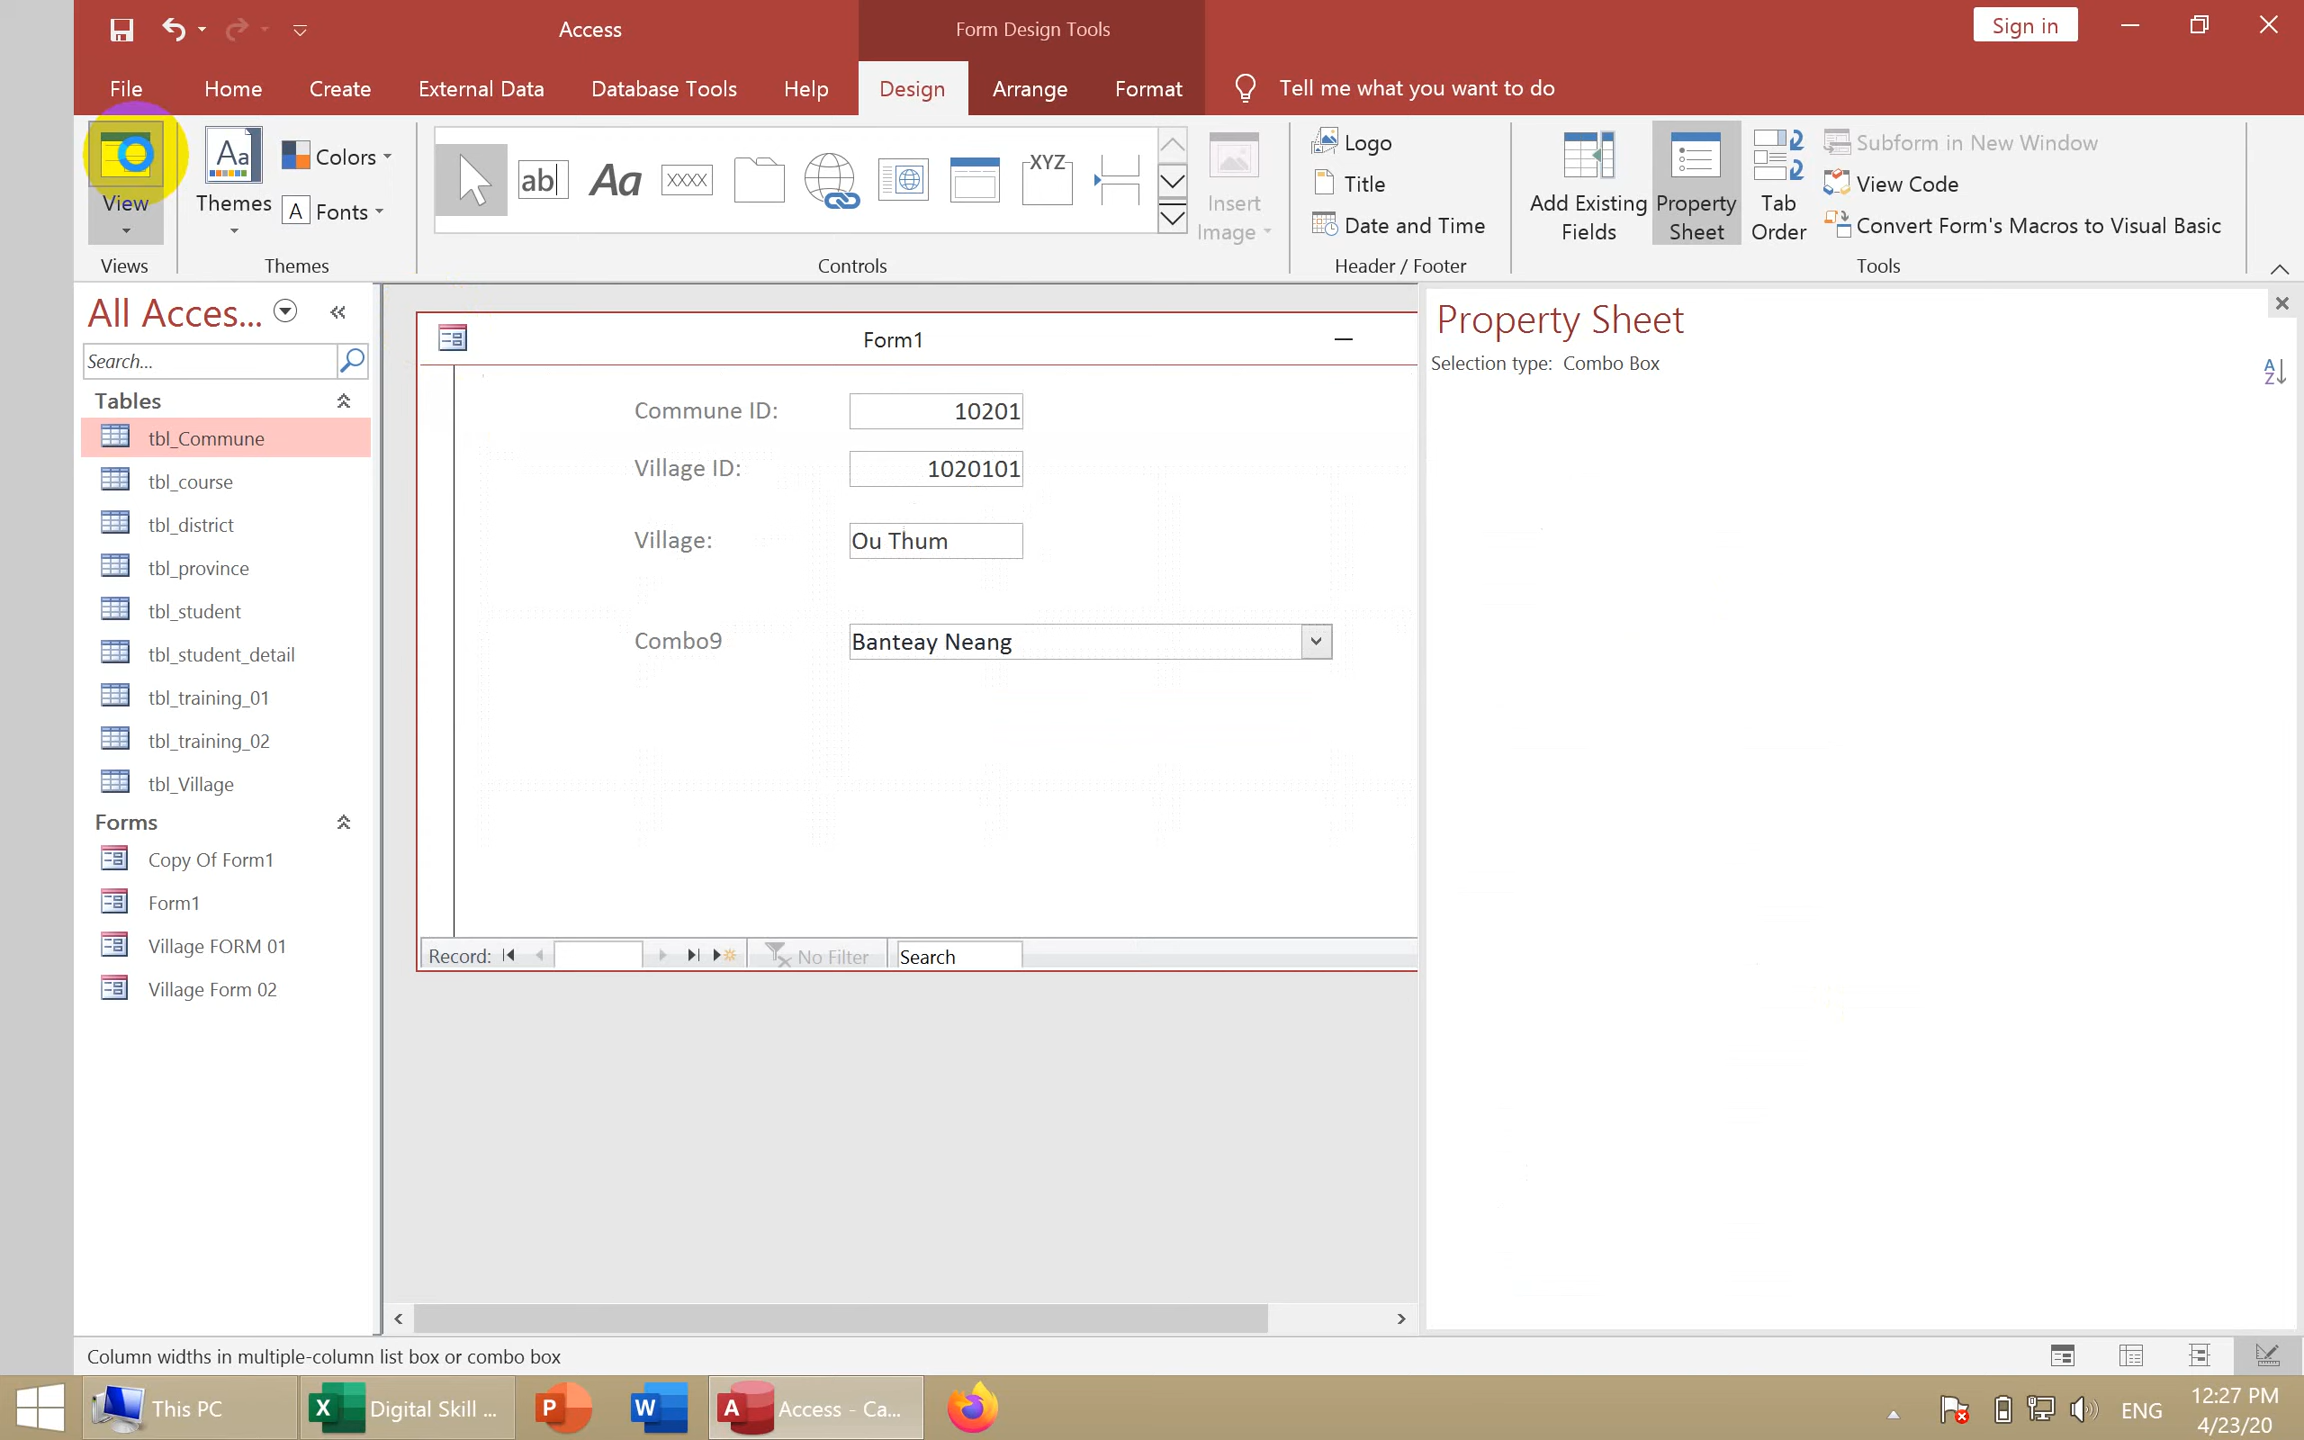 Access
Form Design Tools
Sign in
File
Home
Create
External Data
Database Tools
Help
Design
Arrange
Format
Tell me what you want to do
View
Aa
Themes
Colors
A Fonts
ab
Aa
XXXX
XYZ
Insert
Image
Logo
Title
Date and Time
Add Existing
Fields
Property
Sheet
Tab
Order
Subform in New Window
View Code
Convert Form's Macros to Visual Basic
Views
Themes
Controls
Header / Footer
Tools
All Acces...
Search...
Tables
tbl_Commune
tbl_course
tbl_district
tbl_province
tbl_student
tbl_student_detail
tbl_training_01
tbl_training_02
tbl_Village
Forms
Copy Of Form1
Form1
Village FORM 01
Village Form 02
Form1
Commune ID: 10201
Village ID: 1020101
Village: Ou Thum
Combo9 Banteay Neang
Record: No Filter Search
Property Sheet
Selection type: Combo Box
A
Z
Column widths in multiple-column list box or combo box
This PC
X Digital Skill ...
P
W
A Access - Ca...
ENG
12:27 PM
4/23/20